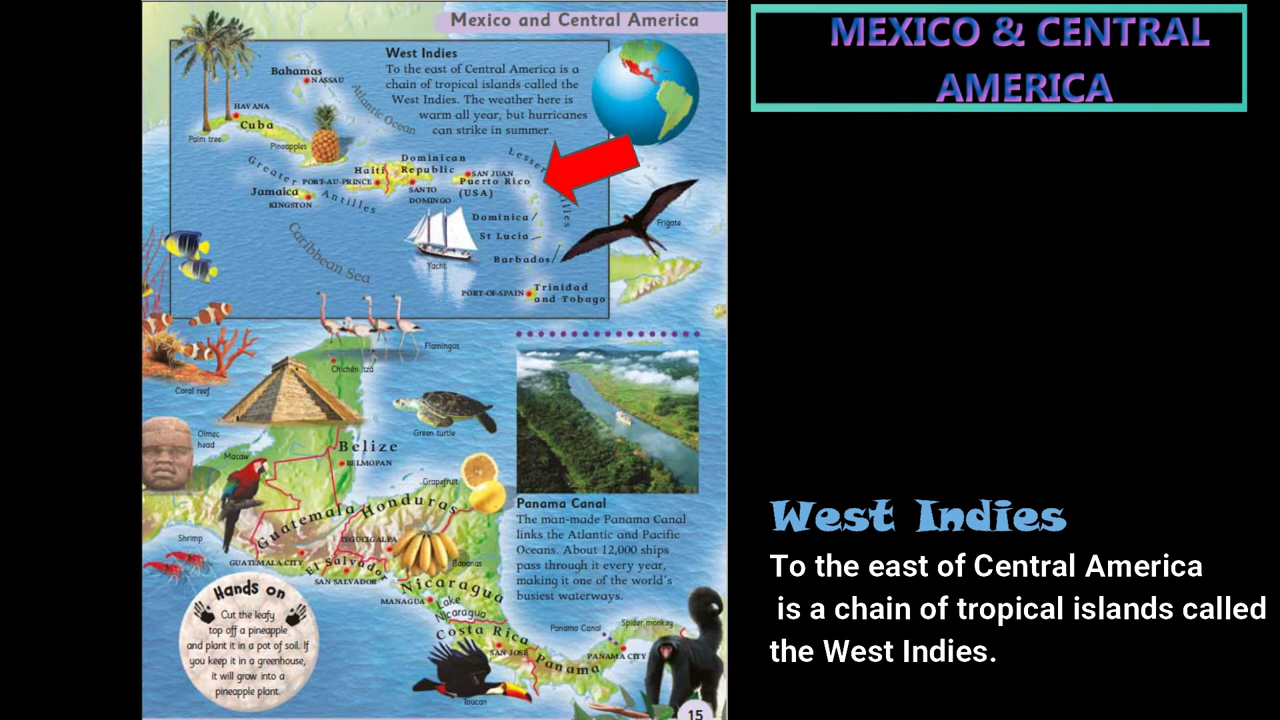 Mexico and Central America
West Indies
To the east of Central America is a
chain of tropical islands called the
West Indies. The weather here is
warm all year, but hurricanes
can strike in summer.
Bahamas
NASSAU
Atlantic Ocean
HAVANA
Cuba
Palm tree
Pineapples
Greater Antilles
Haiti
PORT-AU-PRINCE
Dominican
Republic
SANTO
DOMINGO
SAN JUAN
Puerto Rico
(USA)
Lesser
Jamaica
KINGSTON
Caribbean Sea
Yacht
Dominica
St Lucia
Barbados
Frigate
PORT-OF-SPAIN
Trinidad
and Tobago
Flamingos
Chichén Itzá
Coral reef
Green turtle
Olmec
head
Macaw
Belize
BELMOPAN
Grapefruit
Guatemala
Honduras
TEGUCIGALPA
Shrimp
GUATEMALA CITY
El Salvador
SAN SALVADOR
Bananas
Nicaragua
MANAGUA
Lake
Nicaragua
Costa Rica
SAN JOSÉ
Panama
Panama Canal
PANAMA CITY
Spider monkey
Toucan
Panama Canal
The man-made Panama Canal
links the Atlantic and Pacific
Oceans. About 12,000 ships
pass through it every year,
making it one of the world's
busiest waterways.
Hands on
Cut the leafy
top off a pineapple
and plant it in a pot of soil. If
you keep it in a greenhouse,
it will grow into a
pineapple plant.
15
MEXICO & CENTRAL
AMERICA
West Indies
To the east of Central America
is a chain of tropical islands called
the West Indies.